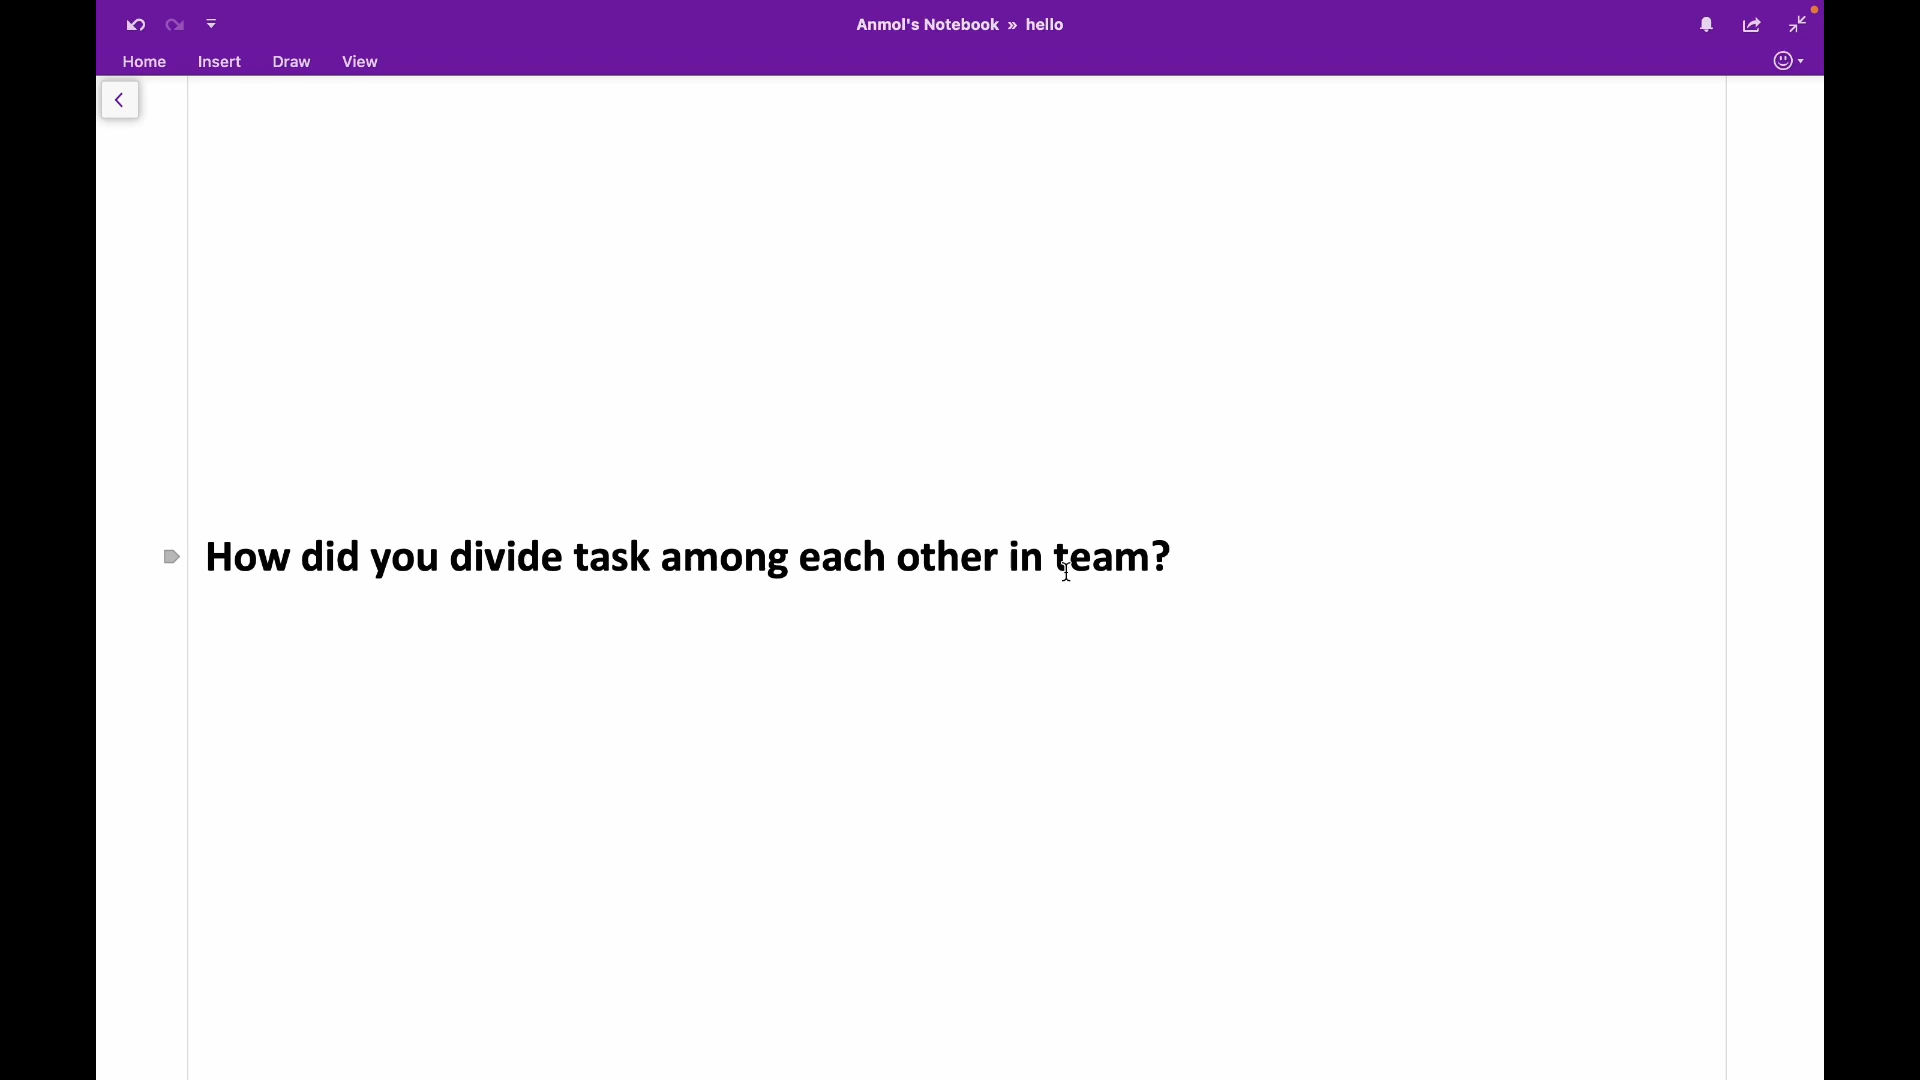 Anmol's Notebook » hello
Home Insert Draw View
How did you divide task among each other in team?